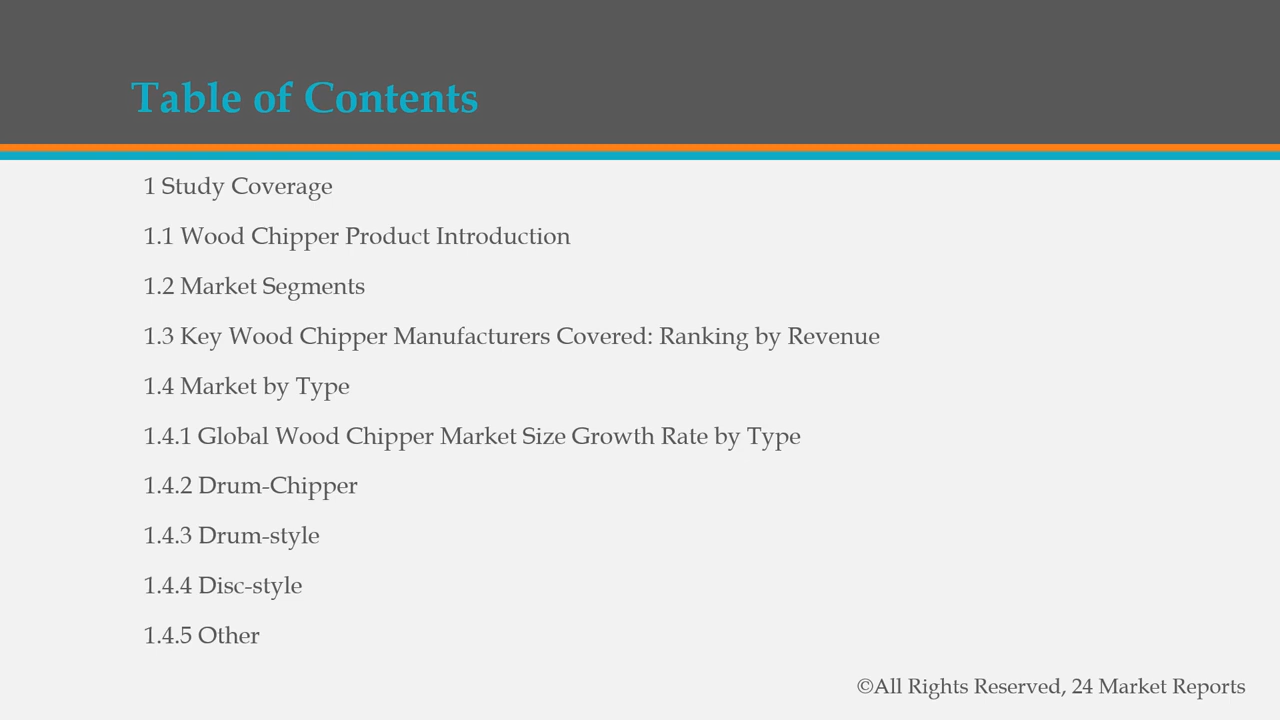 Table of Contents
1 Study Coverage
1.1 Wood Chipper Product Introduction
1.2 Market Segments
1.3 Key Wood Chipper Manufacturers Covered: Ranking by Revenue
1.4 Market by Type
1.4.1 Global Wood Chipper Market Size Growth Rate by Type
1.4.2 Drum-Chipper
1.4.3 Drum-style
1.4.4 Disc-style
1.4.5 Other
©All Rights Reserved, 24 Market Reports